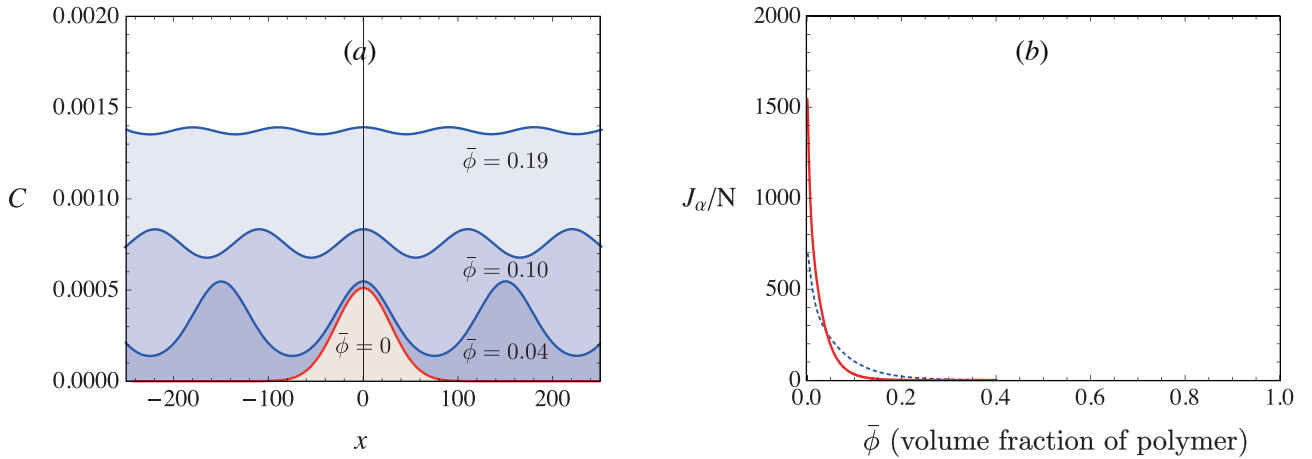 (a)
0.0020
0.0015
0.0010
0.0005
0.0000
C
ϕ̄ = 0.19
ϕ̄ = 0.10
ϕ̄ = 0
ϕ̄ = 0.04
−200 −100 0 100 200
x
(b)
2000
1500
1000
500
0
J_α/N
0.0 0.2 0.4 0.6 0.8 1.0
ϕ̄ (volume fraction of polymer)